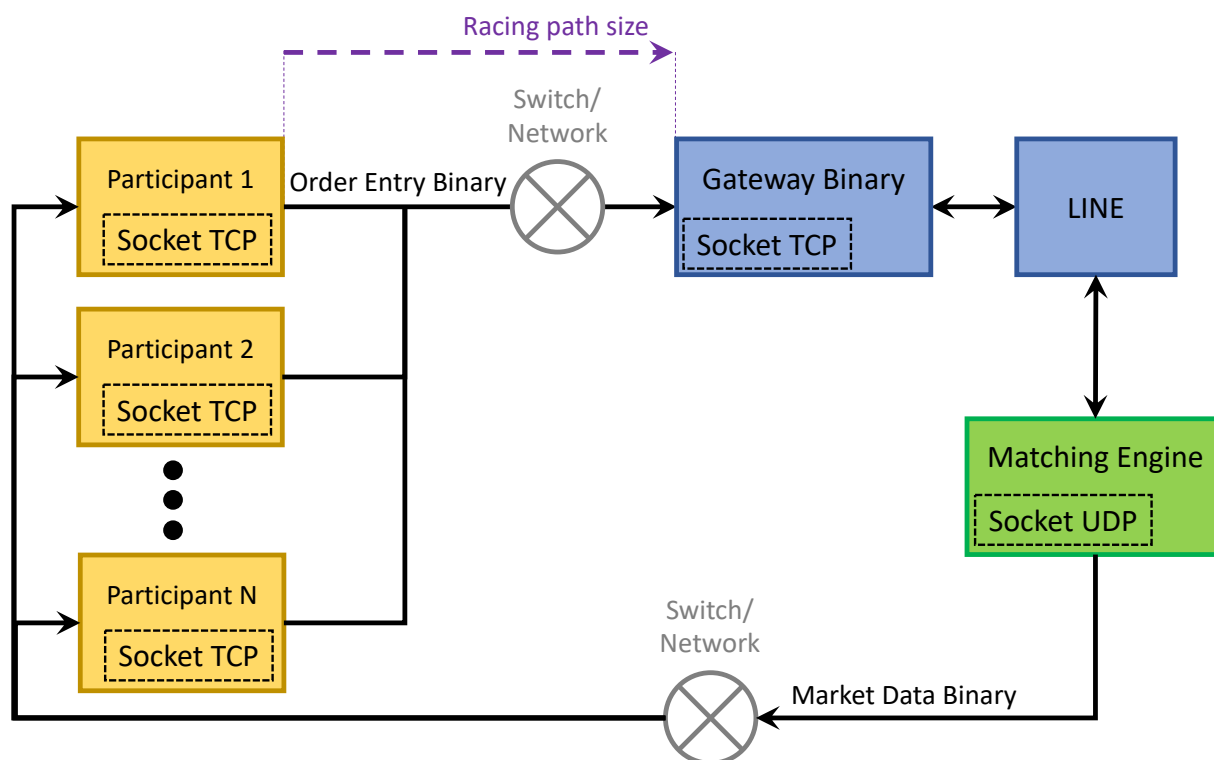 Racing path size
Switch/
Network
Participant 1
Socket TCP
Order Entry Binary
Gateway Binary
Socket TCP
LINE
Participant 2
Socket TCP
Matching Engine
Socket UDP
Participant N
Socket TCP
Switch/
Network
Market Data Binary